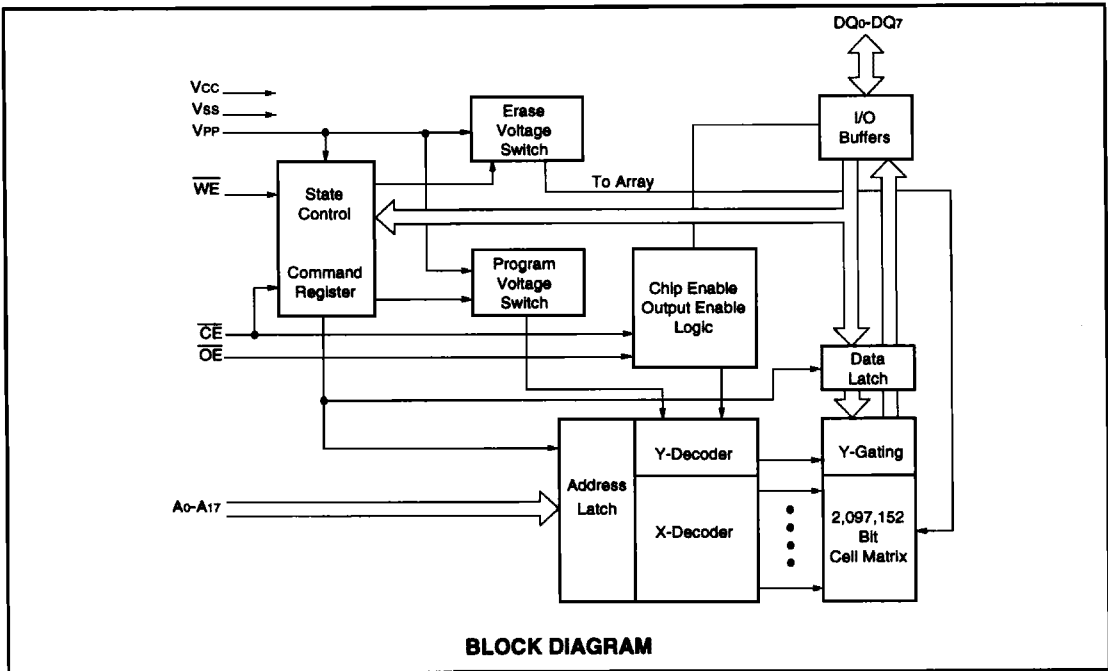 DQ0-DQ7
VCC
VSS
VPP
Erase
Voltage
Switch
I/O
Buffers
WE
State
Control
To Array
Command
Register
Program
Voltage
Switch
Chip Enable
Output Enable
Logic
CE
OE
Data
Latch
Y-Decoder
Y-Gating
Address
Latch
A0-A17
X-Decoder
2,097,152
Bit
Cell Matrix
BLOCK DIAGRAM